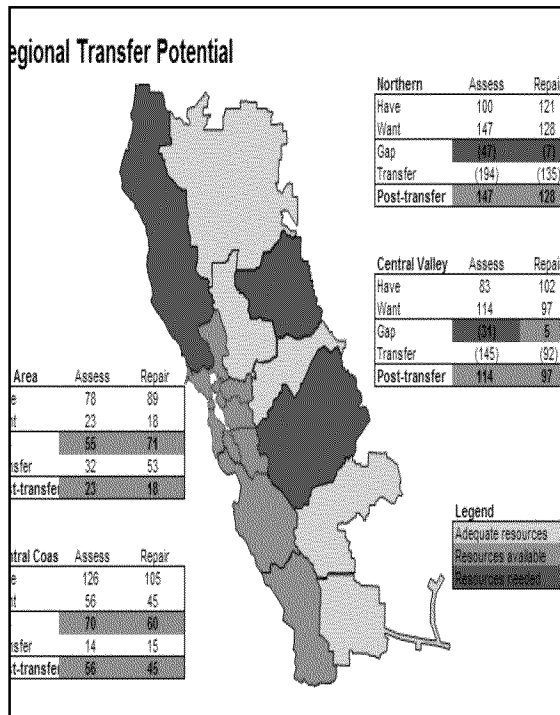 egional Transfer Potential
Northern Assess Repai
Have 100 121
Want 147 128
Gap (47) (7)
Transfer (194) (135)
Post-transfer 147 128
Central Valley Assess Repair
Have 83 102
Want 114 97
Gap (31) 5
Transfer (145) (92)
Post-transfer 114 97
Area Assess Repair
e 78 89
nt 23 18
55 71
nsfer 32 53
st-transfer 23 18
ntral Coas Assess Repair
e 126 105
nt 56 45
70 60
nsfer 14 15
st-transfer 56 45
Legend
Adequate resources
Resources available
Resources needed